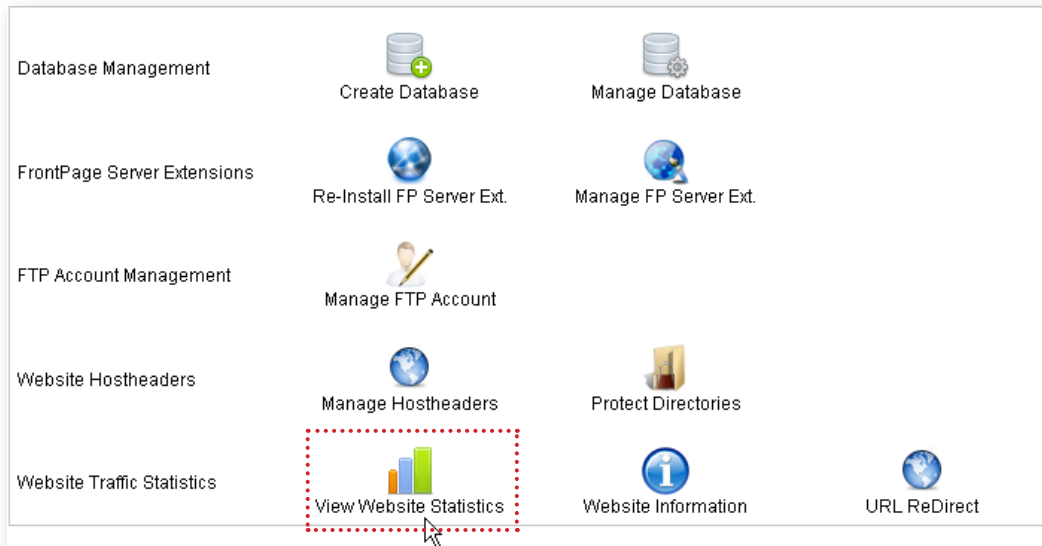 Database Management
Create Database
Manage Database
FrontPage Server Extensions
Re-Install FP Server Ext.
Manage FP Server Ext.
FTP Account Management
Manage FTP Account
Website Hostheaders
Manage Hostheaders
Protect Directories
Website Traffic Statistics
View Website Statistics
Website Information
URL ReDirect